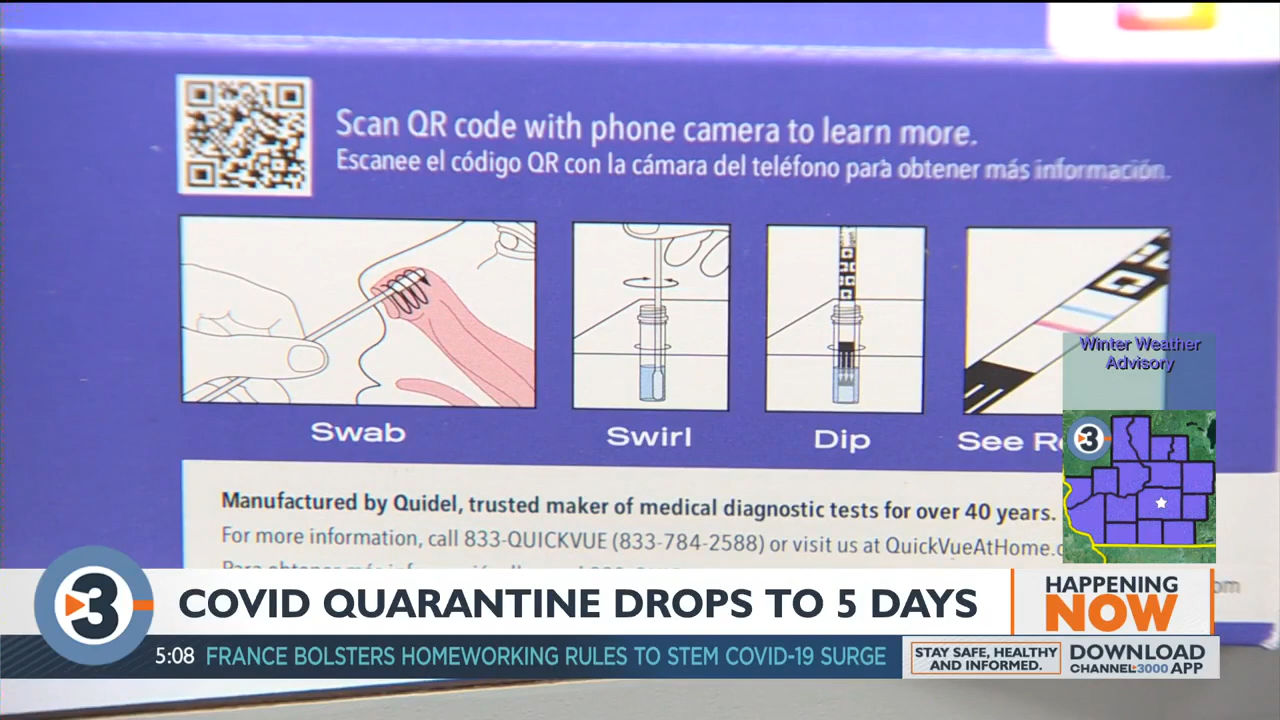 Scan QR code with phone camera to learn more.
Escanee el código QR con la cámara del teléfono para obtener más información.
Winter Weather
Advisory
3
Swab
Swirl
Dip
See
Manufactured by Quidel, trusted maker of medical diagnostic tests for over 40 years.
For more information, call 833-QUICKVUE (833-784-2588) or visit us at
3
COVID QUARANTINE DROPS TO 5 DAYS
HAPPENING
NOW
5:08
FRANCE BOLSTERS HOMEWORKING RULES TO STEM COVID-19 SURGE
STAY SAFE, HEALTHY
AND INFORMED.
DOWNLOAD
CHANNEL3000 APP